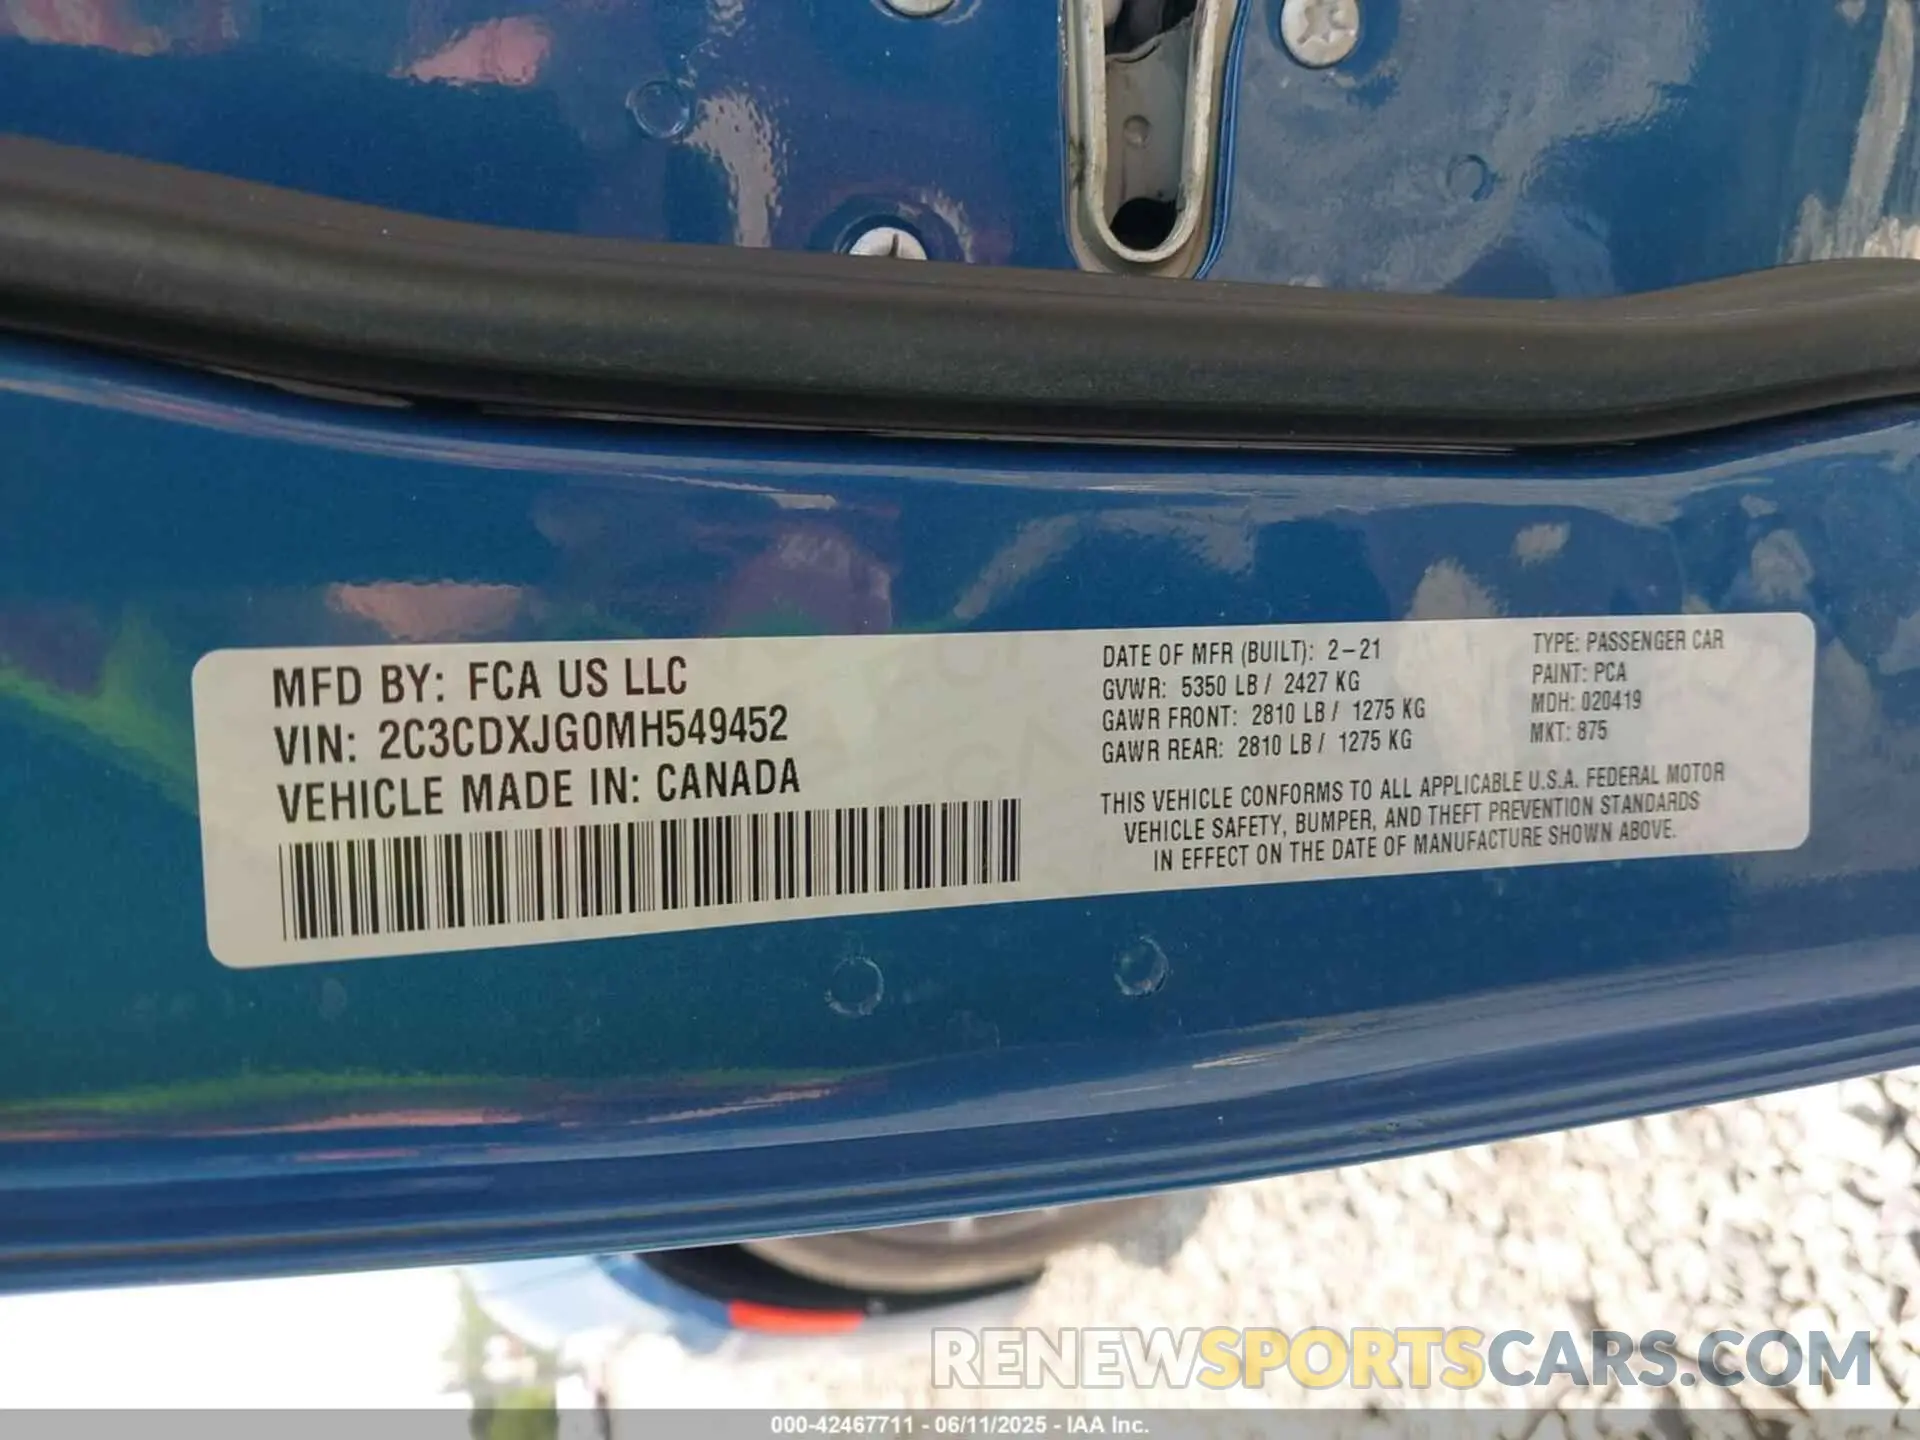 MFD BY: FCA US LLC
VIN: 2C3CDXJG0MH549452
VEHICLE MADE IN: CANADA
DATE OF MFR (BUILT): 2-21
GVWR: 5350 LB / 2427 KG
GAWR FRONT: 2810 LB / 1275 KG
GAWR REAR: 2810 LB / 1275 KG
TYPE: PASSENGER CAR
PAINT: PCA
MDH: 020419
MKT: 875
THIS VEHICLE CONFORMS TO ALL APPLICABLE U.S.A. FEDERAL MOTOR
VEHICLE SAFETY, BUMPER, AND THEFT PREVENTION STANDARDS
IN EFFECT ON THE DATE OF MANUFACTURE SHOWN ABOVE.
RENEWSPORTSCARS.COM
000-42467711 - 06/11/2025 - IAA Inc.